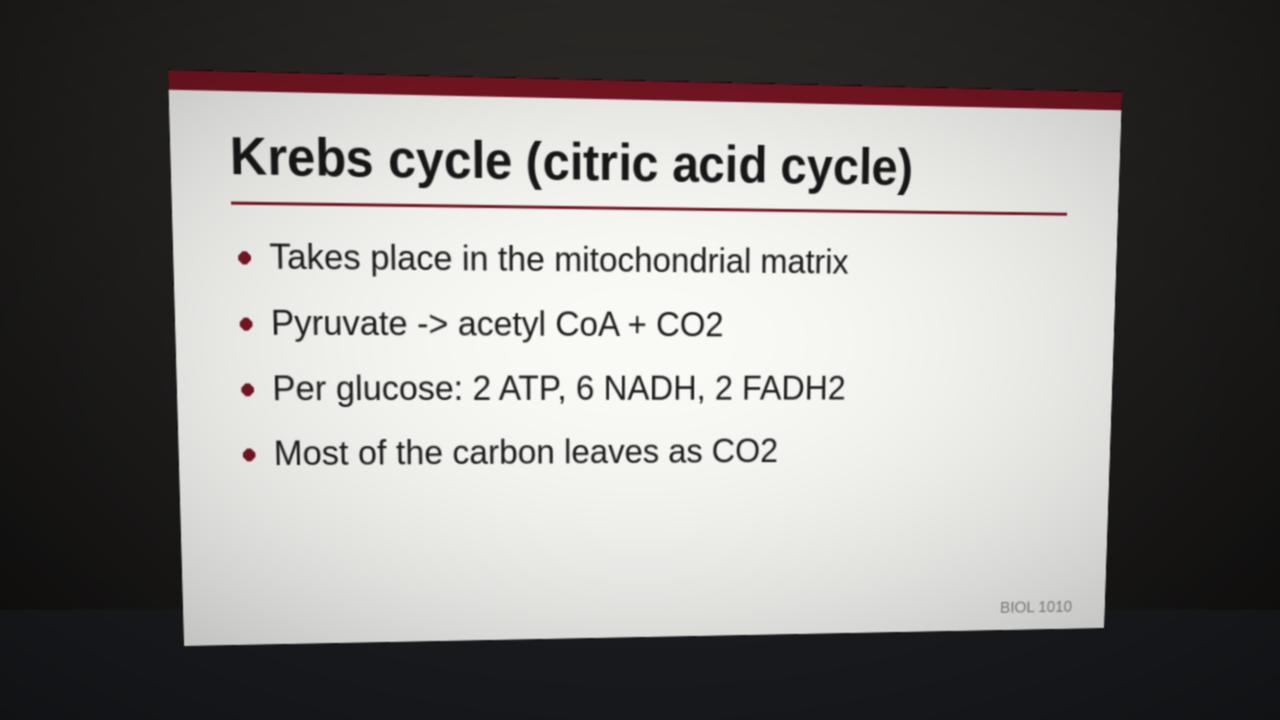 Krebs cycle (citric acid cycle)
• Takes place in the mitochondrial matrix
• Pyruvate -> acetyl CoA + CO2
• Per glucose: 2 ATP, 6 NADH, 2 FADH2
• Most of the carbon leaves as CO2
BIOL 1010